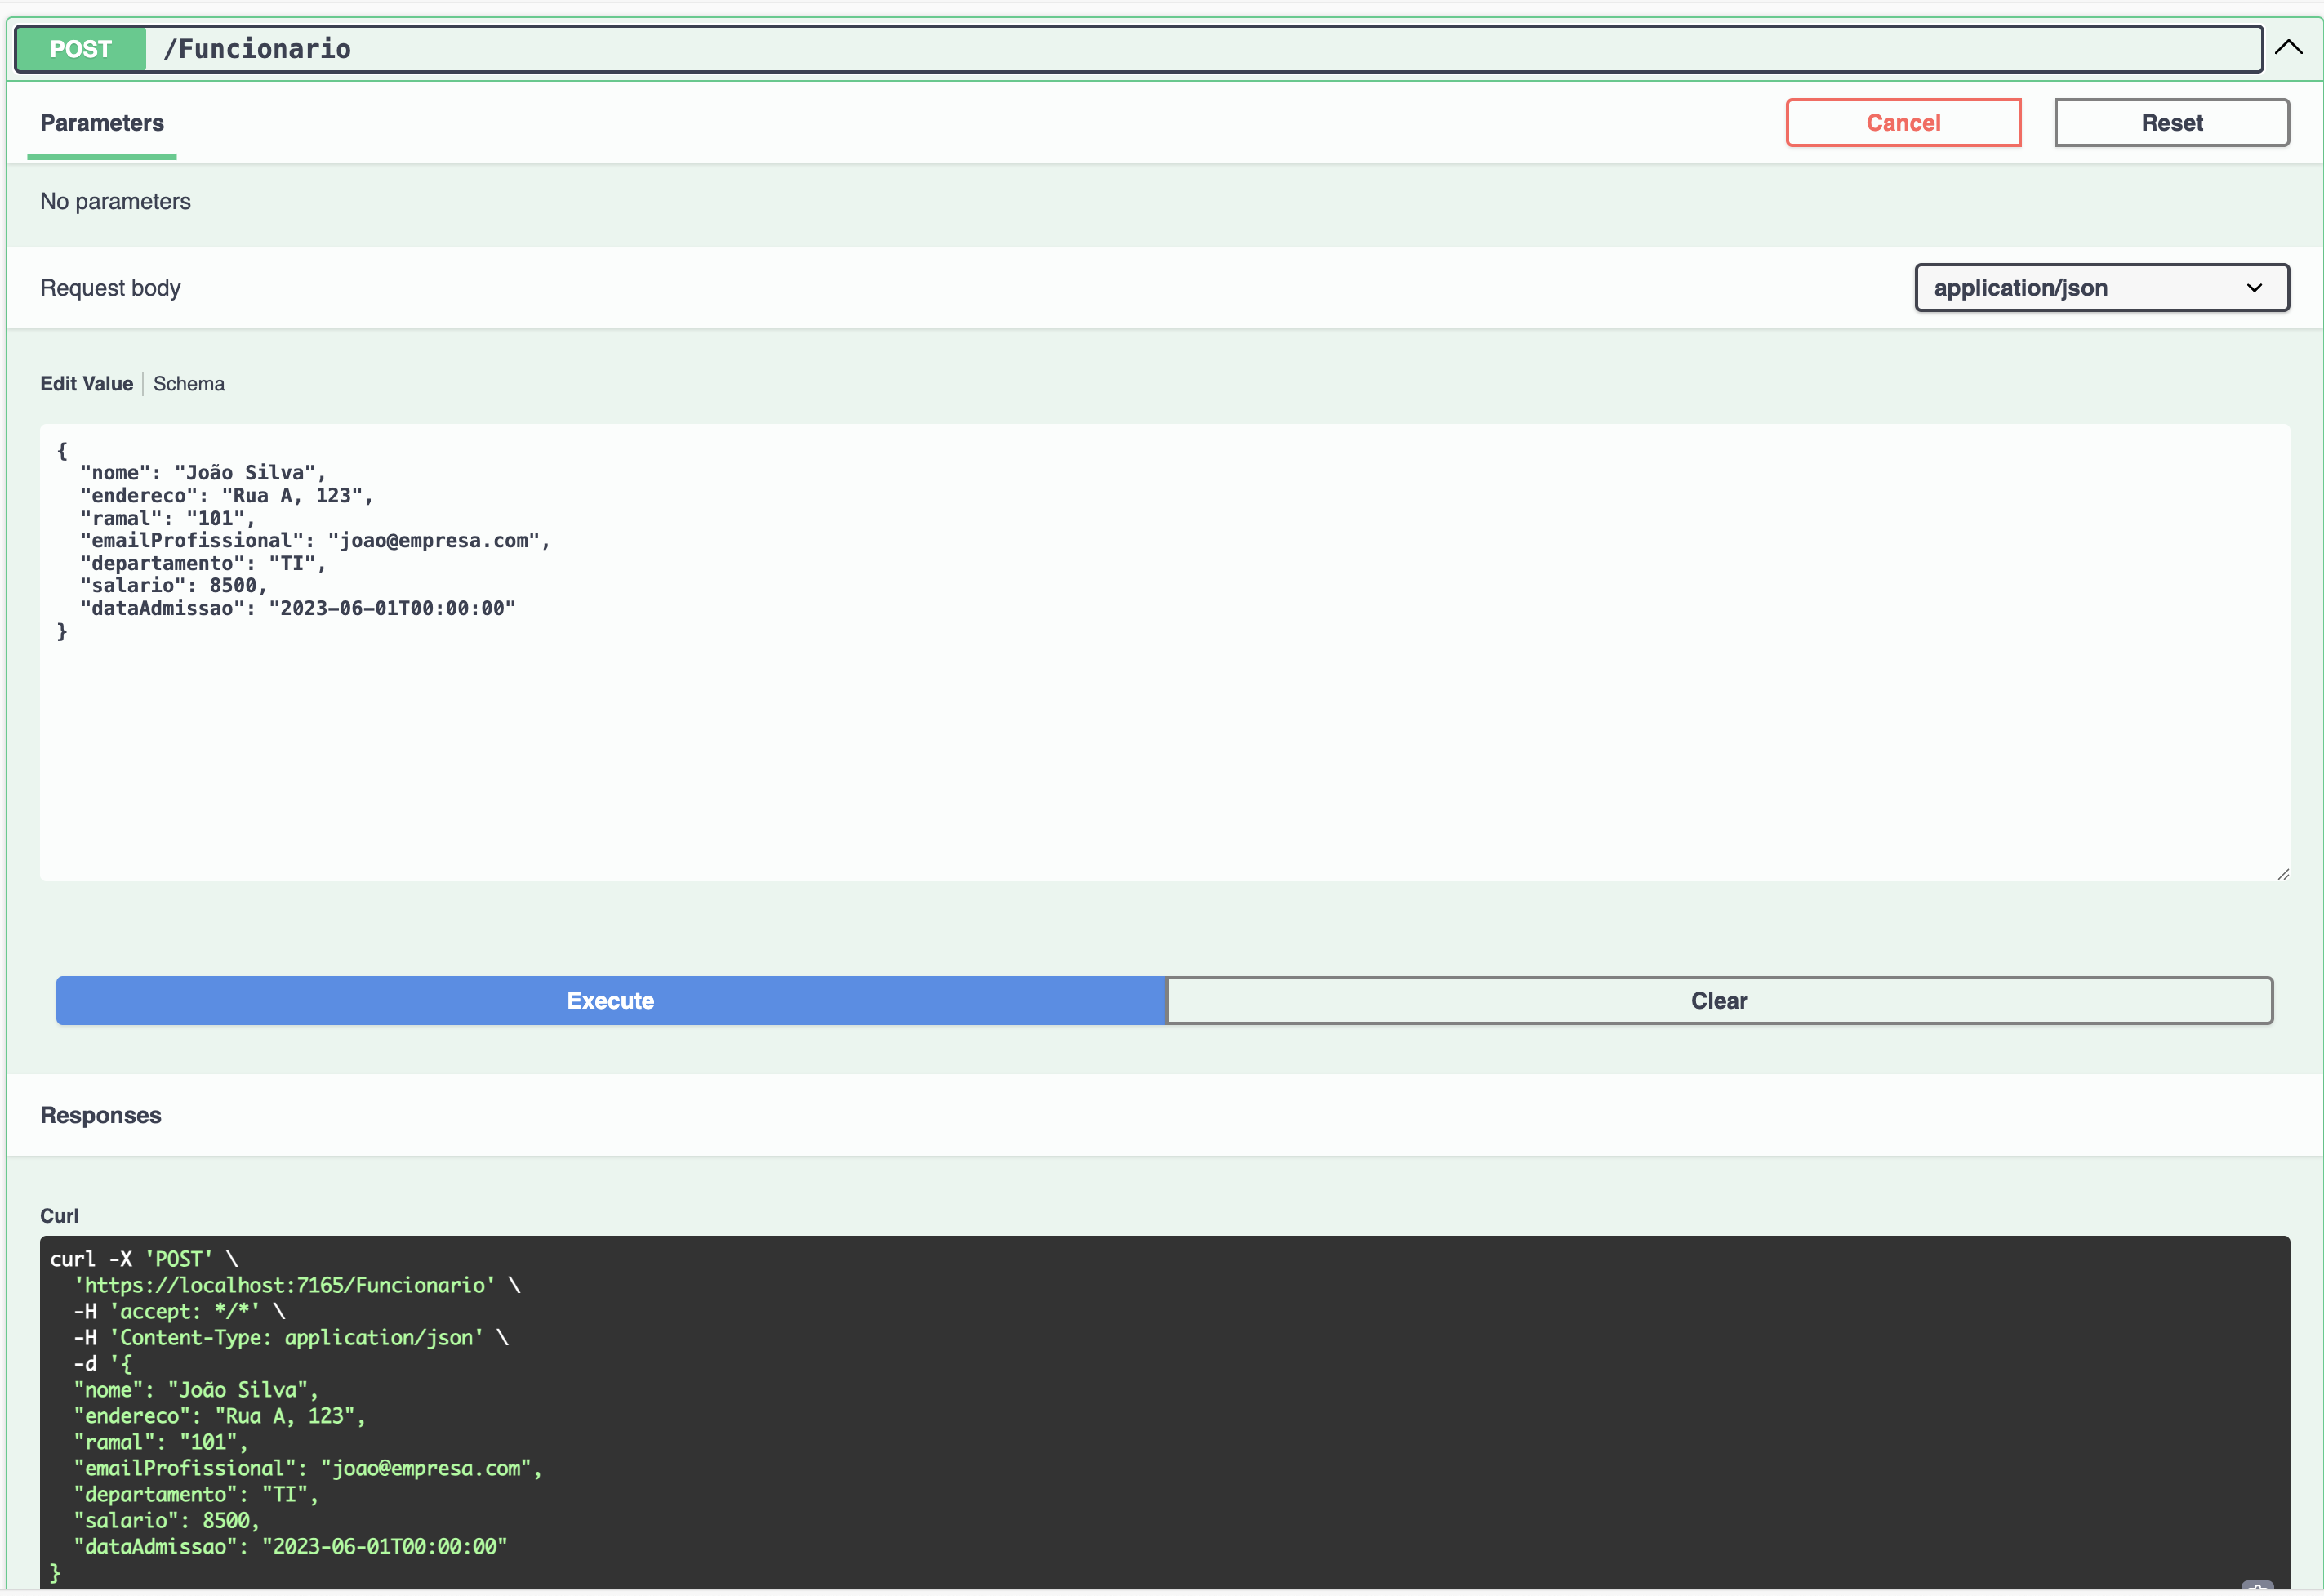 POST /Funcionario
Parameters
Cancel
Reset
No parameters
Request body
application/json
Edit Value
Schema
{
  "nome": "João Silva",
  "endereco": "Rua A, 123",
  "ramal": "101",
  "emailProfissional": "joao@empresa.com",
  "departamento": "TI",
  "salario": 8500,
  "dataAdmissao": "2023-06-01T00:00:00"
}
Execute
Clear
Responses
Curl
curl -X 'POST' \
  'https://localhost:7165/Funcionario' \
  -H 'accept: */*' \
  -H 'Content-Type: application/json' \
  -d '{
  "nome": "João Silva",
  "endereco": "Rua A, 123",
  "ramal": "101",
  "emailProfissional": "joao@empresa.com",
  "departamento": "TI",
  "salario": 8500,
  "dataAdmissao": "2023-06-01T00:00:00"
}